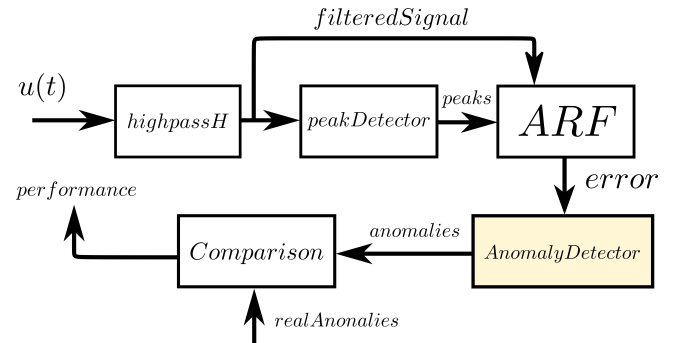 filteredSignal
u(t)
highpassH
peakDetector
peaks
ARF
error
performance
Comparison
anomalies
AnomalyDetector
realAnonalies